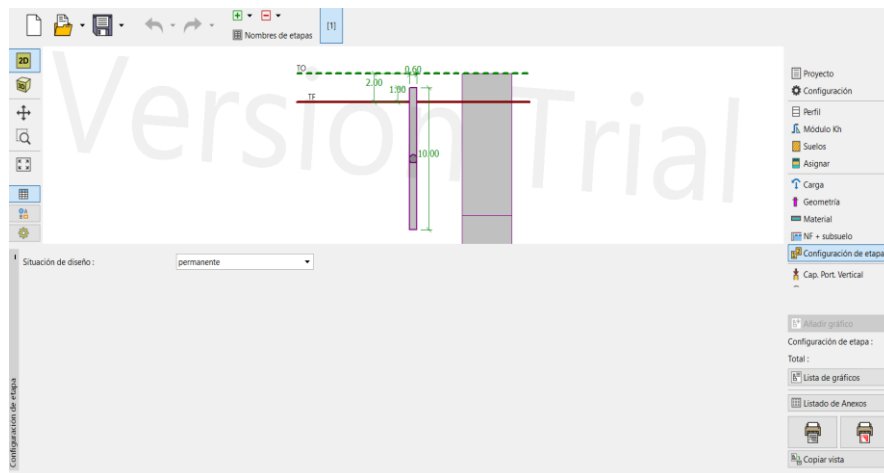 [1]
Nombres de etapas
2D
3D
Version Trial
TO
0.60
2.00
1.00
TF
10.00
Proyecto
Configuración
Perfil
Módulo Kh
Suelos
Asignar
Carga
Geometría
Material
NF + subsuelo
Configuración de etapa
Cap. Port. Vertical
Situación de diseño :
permanente
Añadir gráfico
Configuración de etapa :
Total :
Lista de gráficos
Listado de Anexos
Copiar vista
Configuración de etapa